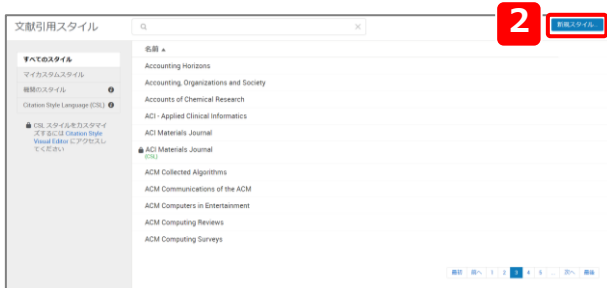 文献引用スタイル
2
新規スタイル...
名前 ▲
すべてのスタイル
マイカスタムスタイル
機関のスタイル
Citation Style Language (CSL)
CSL スタイルをカスタマイ
ズするには Citation Style
Visual Editor にアクセスし
てください
Accounting Horizons
Accounting, Organizations and Society
Accounts of Chemical Research
ACI - Applied Clinical Informatics
ACI Materials Journal
ACI Materials Journal
ACM Collected Algorithms
ACM Communications of the ACM
ACM Computers in Entertainment
ACM Computing Reviews
ACM Computing Surveys
最初 前へ 1 2 3 4 5 ... 次へ 最後